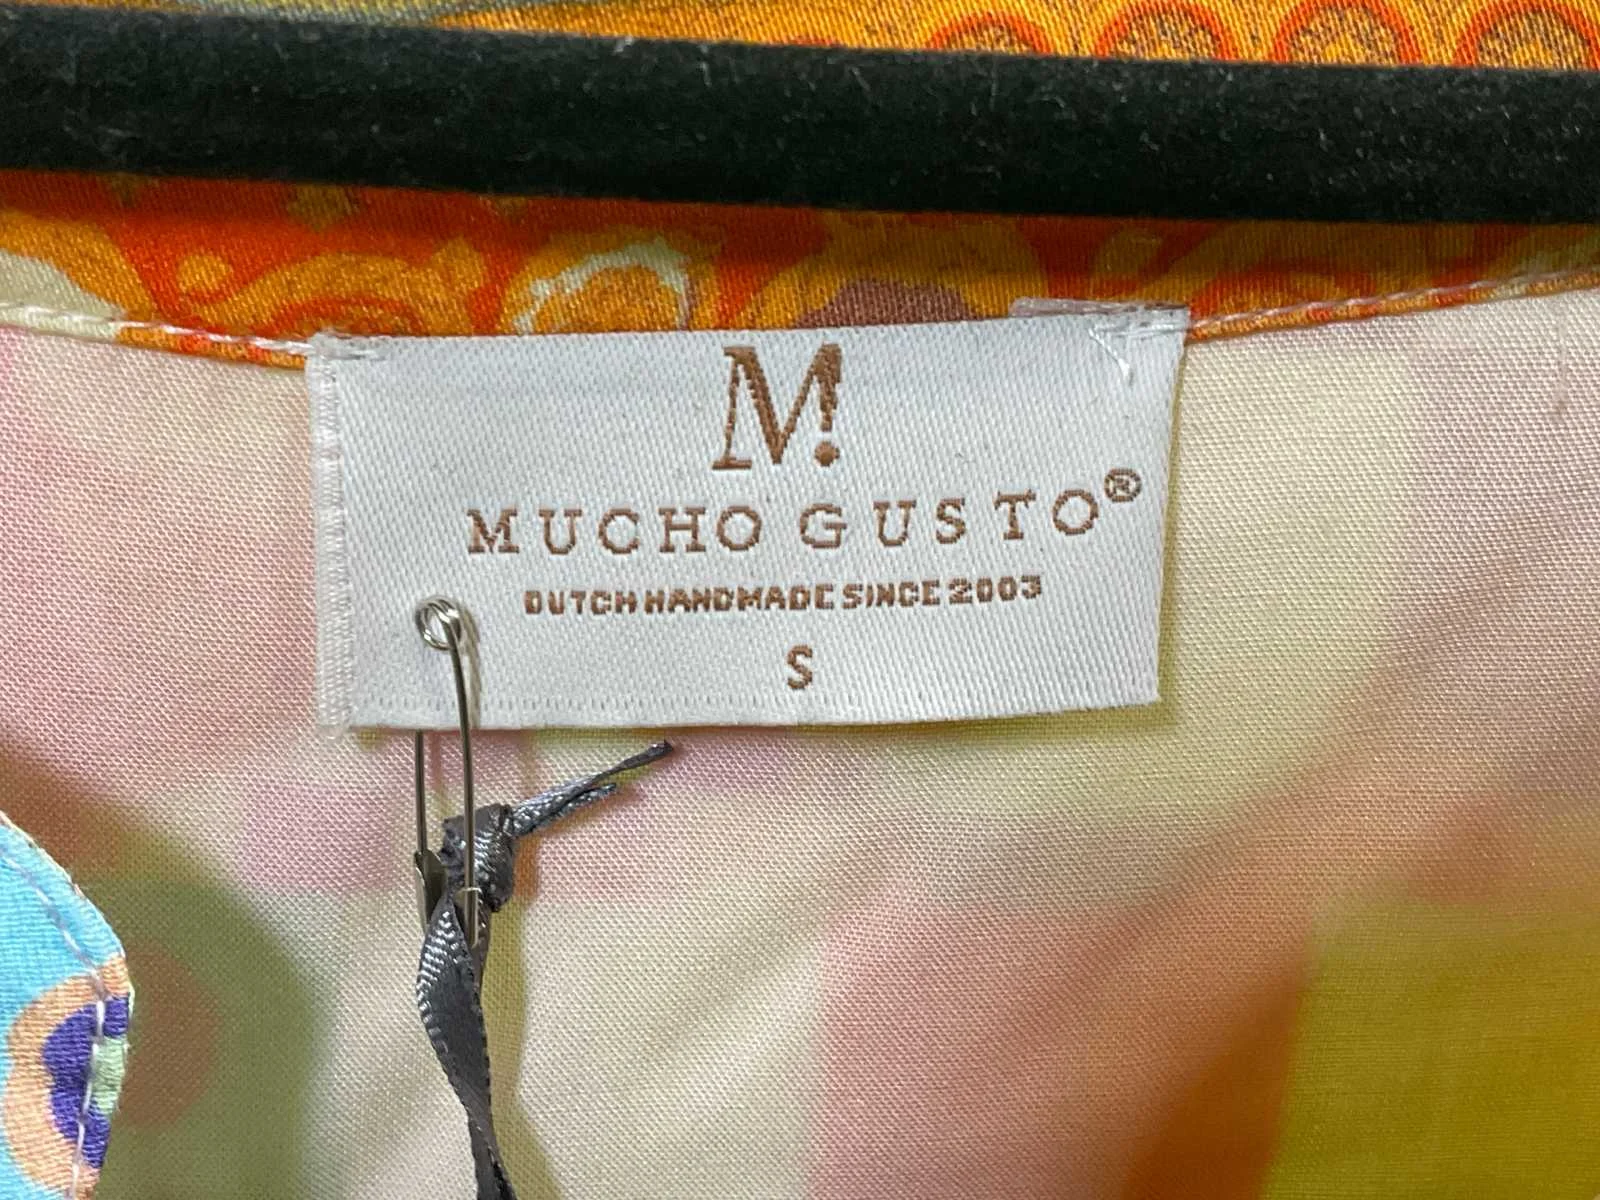 M.
MUCHO GUSTO®
DUTCH HANDMADE SINCE 2003
S